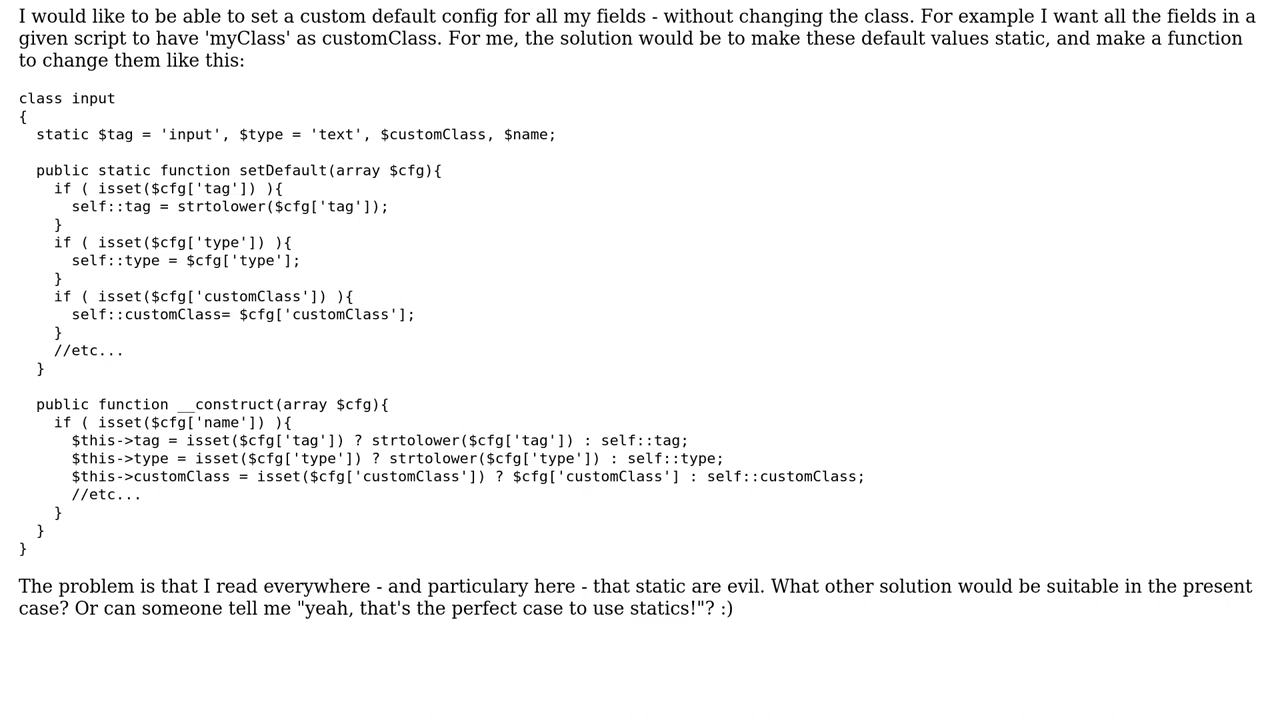 I would like to be able to set a custom default config for all my fields - without changing the class. For example I want all the fields in a
given script to have 'myClass' as customClass. For me, the solution would be to make these default values static, and make a function
to change them like this:
class input
{
  static $tag = 'input', $type = 'text', $customClass, $name;
  public static function setDefault(array $cfg){
    if ( isset($cfg['tag']) ){
      self::tag = strtolower($cfg['tag']);
    }
    if ( isset($cfg['type']) ){
      self::type = $cfg['type'];
    }
    if ( isset($cfg['customClass']) ){
      self::customClass= $cfg['customClass'];
    }
    //etc...
  }
  public function __construct(array $cfg){
    if ( isset($cfg['name']) ){
      $this->tag = isset($cfg['tag']) ? strtolower($cfg['tag']) : self::tag;
      $this->type = isset($cfg['type']) ? strtolower($cfg['type']) : self::type;
      $this->customClass = isset($cfg['customClass']) ? $cfg['customClass'] : self::customClass;
      //etc...
    }
  }
}
The problem is that I read everywhere - and particulary here - that static are evil. What other solution would be suitable in the present
case? Or can someone tell me "yeah, that's the perfect case to use statics!"? :)